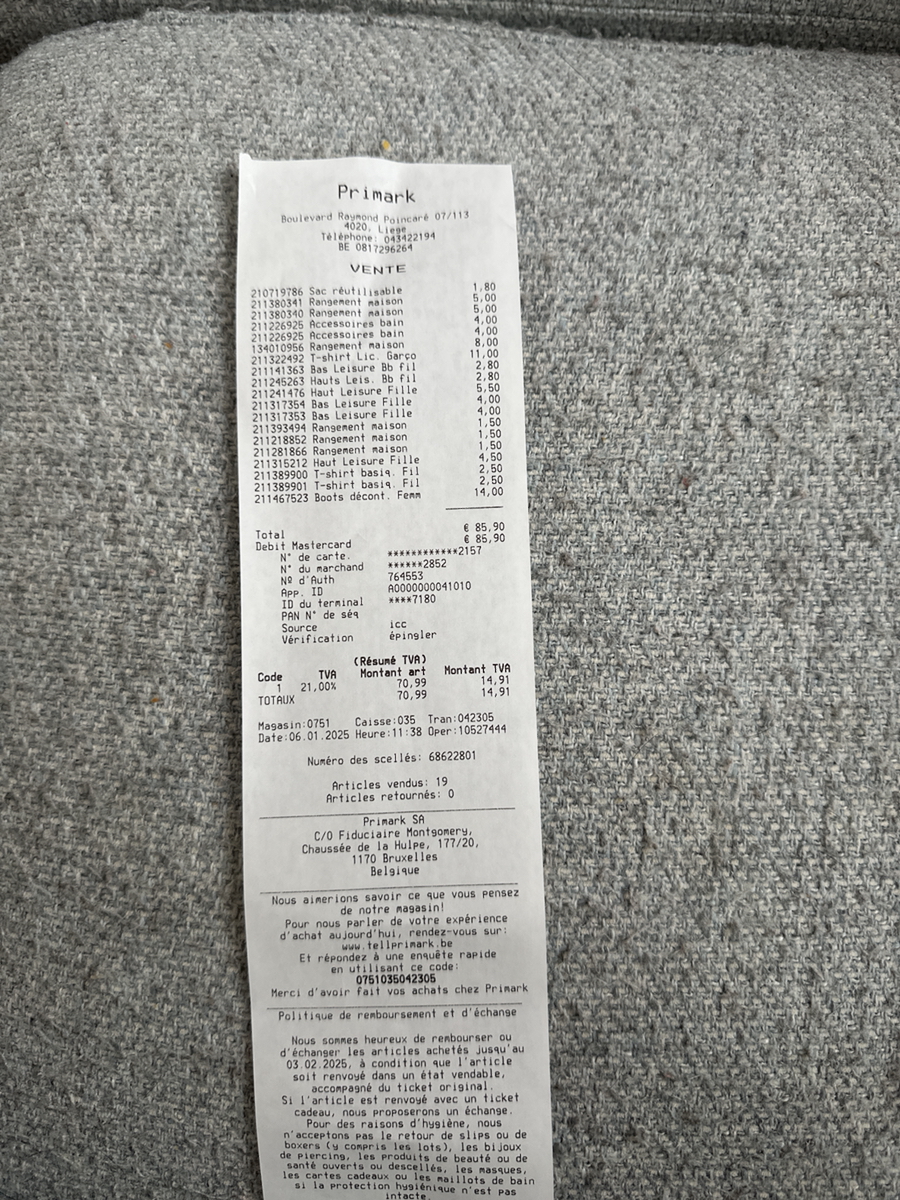 Primark
Boulevard Raymond Poincaré 07/113
4020, Liege
Téléphone: 043422194
BE 0817296264
VENTE
210719786 Sac réutilisable 1,80
211380341 Rangement maison 5,00
211380340 Rangement maison 5,00
211226925 Accessoires bain 4,00
211226925 Accessoires bain 4,00
134010956 Rangement maison 8,00
211322492 T-shirt Lic. Garço 11,00
211141363 Bas Leisure Bb fil 2,80
211245263 Hauts Leis. Bb fil 2,80
211241476 Haut Leisure Fille 5,50
211317354 Bas Leisure Fille 4,00
211317353 Bas Leisure Fille 4,00
211393494 Rangement maison 1,50
211218852 Rangement maison 1,50
211281866 Rangement maison 1,50
211315212 Haut Leisure Fille 4,50
211389900 T-shirt basiq. Fil 2,50
211389901 T-shirt basiq. Fil 2,50
211467523 Boots décont. Femm 14,00
Total € 85,90
Debit Mastercard € 85,90
N° de carte. ************2157
N° du marchand ******2852
Nº d'Auth 764553
App. ID A0000000041010
ID du terminal ****7180
PAN N° de séq
Source icc
Vérification épingler
(Résumé TVA)
Code TVA Montant art Montant TVA
1 21,00% 70,99 14,91
TOTAUX 70,99 14,91
Magasin:0751 Caisse:035 Tran:042305
Date:06.01.2025 Heure:11:38 Oper:10527444
Numéro des scellés: 68622801
Articles vendus: 19
Articles retournés: 0
Primark SA
C/O Fiduciaire Montgomery,
Chaussée de la Hulpe, 177/20,
1170 Bruxelles
Belgique
Nous aimerions savoir ce que vous pensez
de notre magasin!
Pour nous parler de votre expérience
d'achat aujourd'hui, rendez-vous sur:
www.tellprimark.be
Et répondez à une enquête rapide
en utilisant ce code:
0751035042305
Merci d'avoir fait vos achats chez Primark
Politique de remboursement et d'échange
Nous sommes heureux de rembourser ou
d'échanger les articles achetés jusqu'au
03.02.2025, à condition que l'article
soit renvoyé dans un état vendable,
accompagné du ticket original.
Si l'article est renvoyé avec un ticket
cadeau, nous proposerons un échange.
Pour des raisons d'hygiène, nous
n'acceptons pas le retour de slips ou de
boxers (y compris les lots), les bijoux
de piercing, les produits de beauté ou de
santé ouverts ou descellés, les masques,
les cartes cadeaux ou les maillots de bain
si la protection hygiénique n'est pas
intacte.